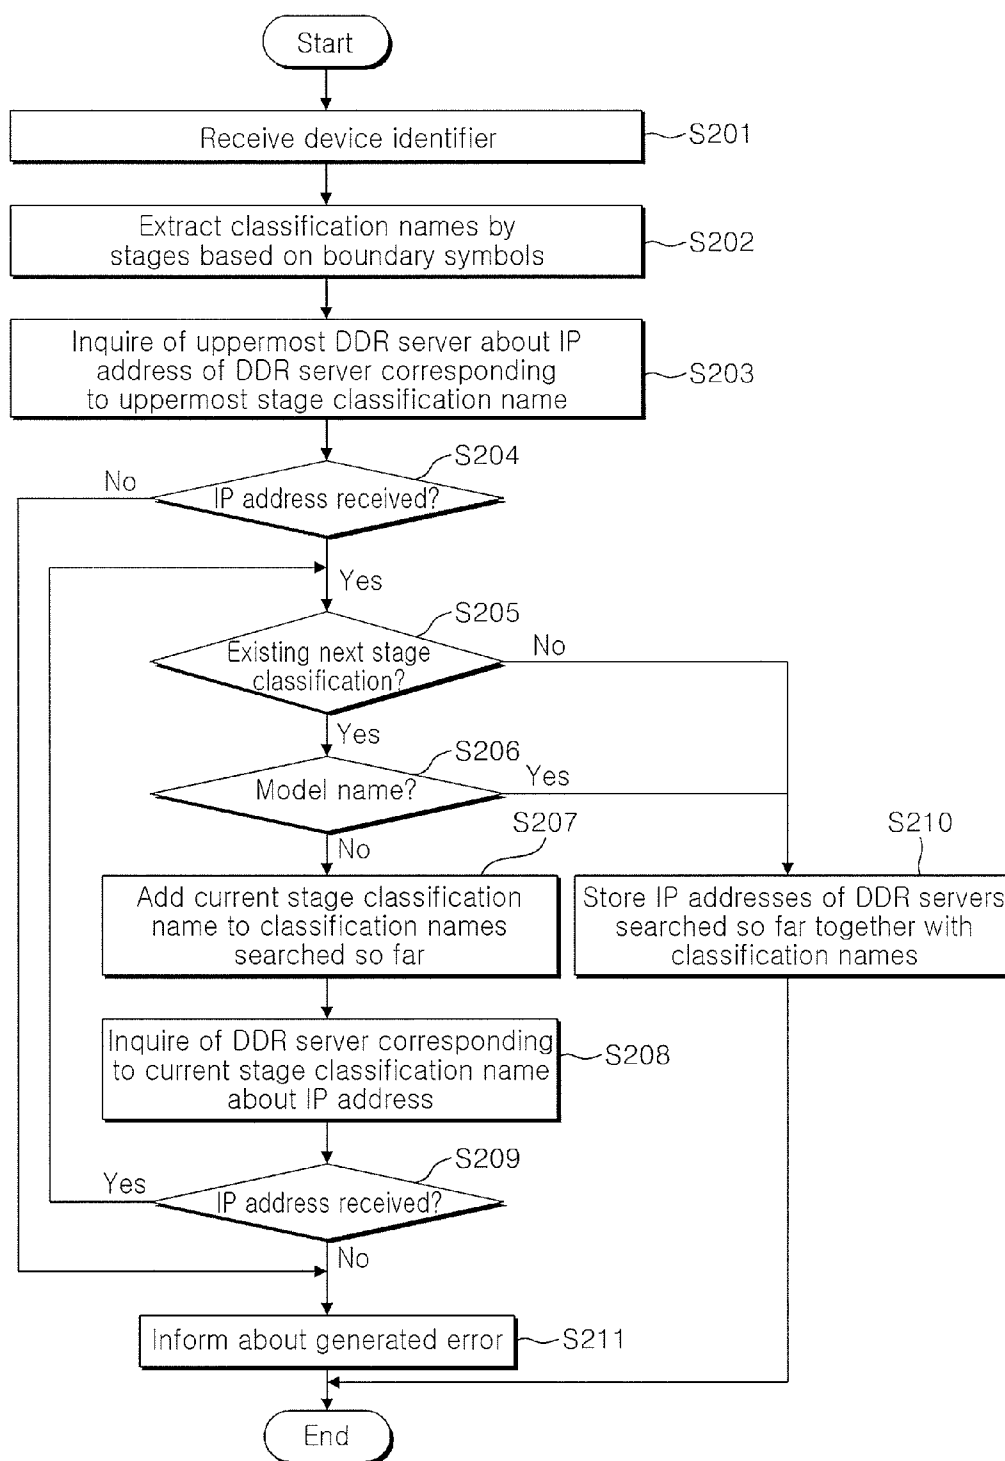 Start
Receive device identifier
S201
Extract classification names by
stages based on boundary symbols
S202
Inquire of uppermost DDR server about IP
address of DDR server corresponding
to uppermost stage classification name
S203
S204
No
IP address received?
Yes
S205
Existing next stage
classification?
No
Yes
S206
Model name?
Yes
No
S207
S210
Add current stage classification
name to classification names
searched so far
Store IP addresses of DDR servers
searched so far together with
classification names
Inquire of DDR server corresponding
to current stage classification name
about IP address
S208
S209
Yes
IP address received?
No
Inform about generated error
S211
End